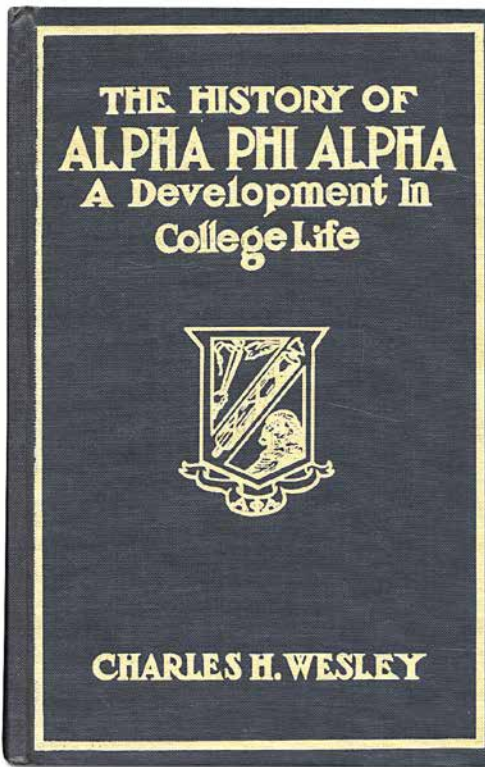 THE HISTORY OF
ALPHA PHI ALPHA
A Development In
College Life
ΑΦΑ
CHARLES H. WESLEY